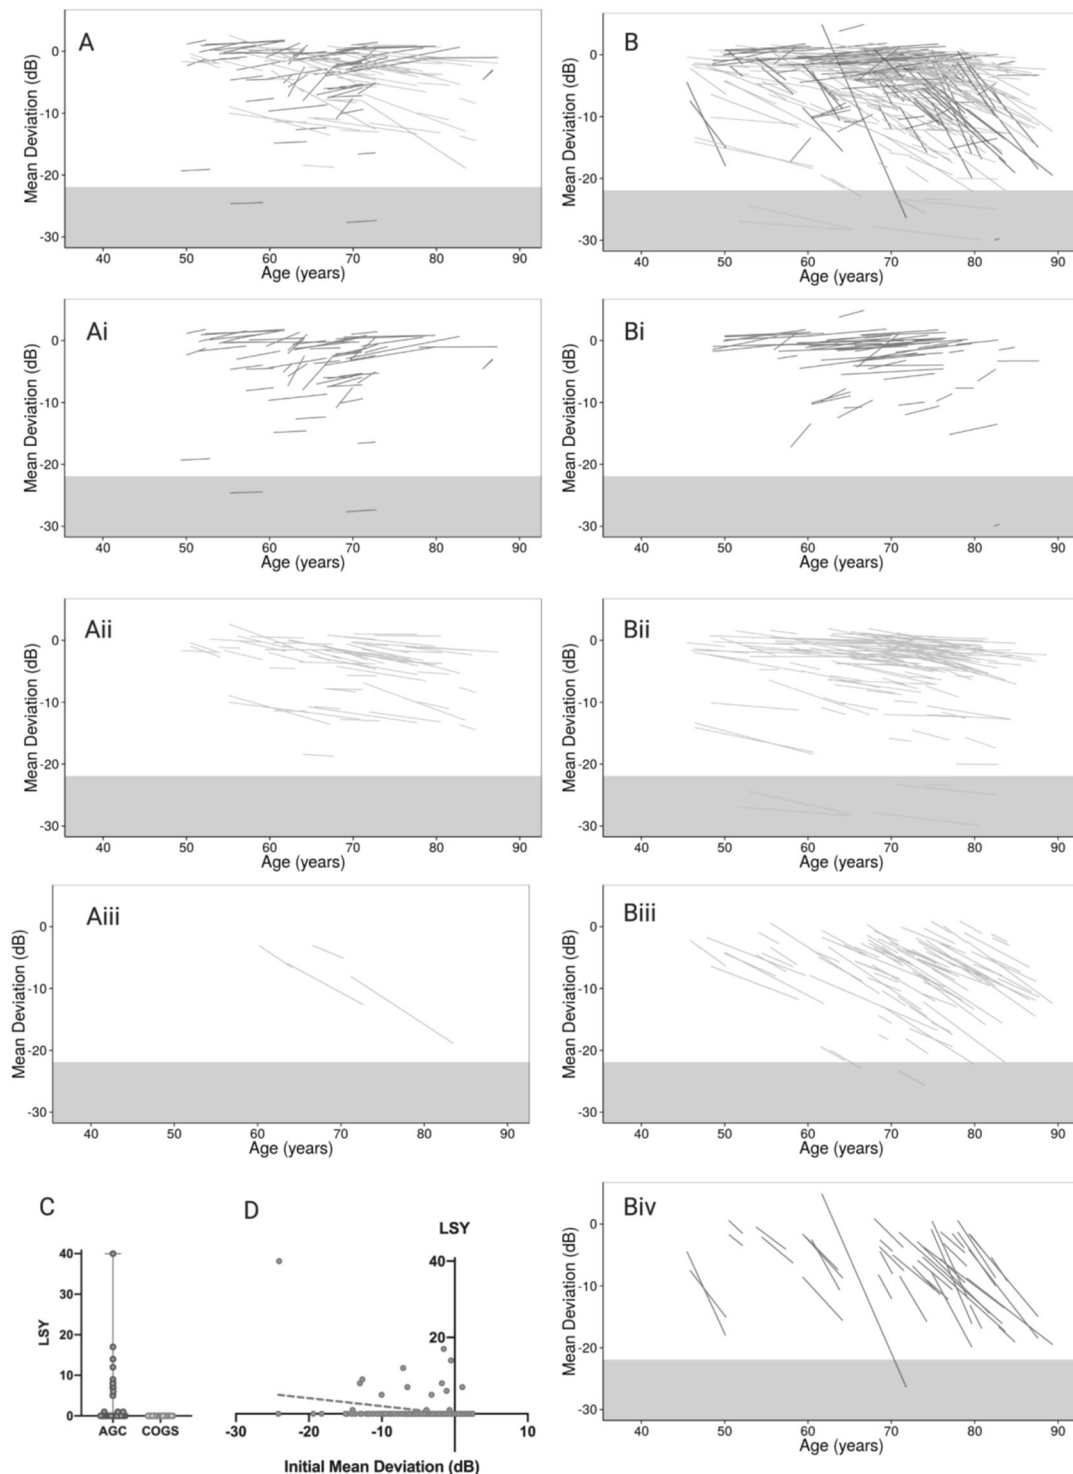 A
Mean Deviation (dB)
0
-10
-20
-30
40 50 60 70 80 90
Age (years)
B
Mean Deviation (dB)
0
-10
-20
-30
40 50 60 70 80 90
Age (years)
Ai
Mean Deviation (dB)
0
-10
-20
-30
40 50 60 70 80 90
Age (years)
Bi
Mean Deviation (dB)
0
-10
-20
-30
40 50 60 70 80 90
Age (years)
Aii
Mean Deviation (dB)
0
-10
-20
-30
40 50 60 70 80 90
Age (years)
Bii
Mean Deviation (dB)
0
-10
-20
-30
40 50 60 70 80 90
Age (years)
Aiii
Mean Deviation (dB)
0
-10
-20
-30
40 50 60 70 80 90
Age (years)
Biii
Mean Deviation (dB)
0
-10
-20
-30
40 50 60 70 80 90
Age (years)
C
LSY
40
30
20
10
0
AGC COGS
D
LSY
40
20
-30 -20 -10 10
Initial Mean Deviation (dB)
Biv
Mean Deviation (dB)
0
-10
-20
-30
40 50 60 70 80 90
Age (years)